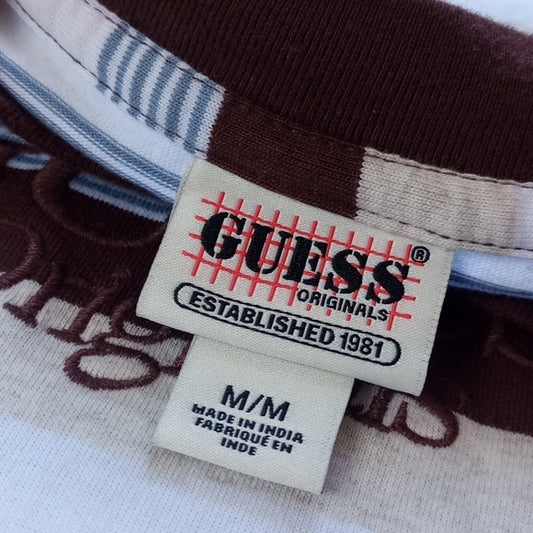 GUESS®
ORIGINALS
ESTABLISHED 1981
M/M
MADE IN INDIA
FABRIQUÉ EN
INDE